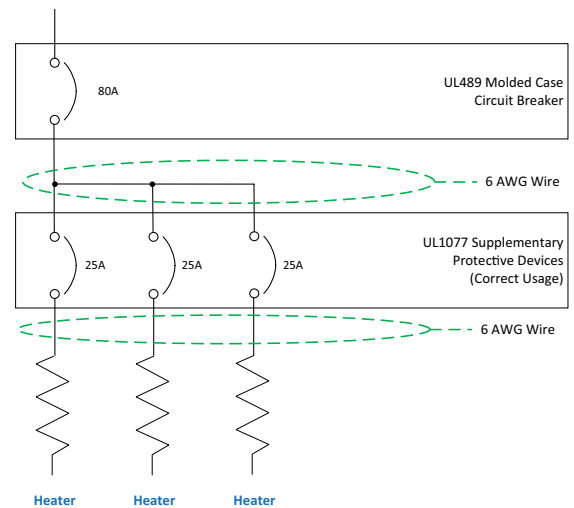 80A
UL489 Molded Case
Circuit Breaker
6 AWG Wire
25A
25A
25A
UL1077 Supplementary
Protective Devices
(Correct Usage)
6 AWG Wire
Heater
Heater
Heater